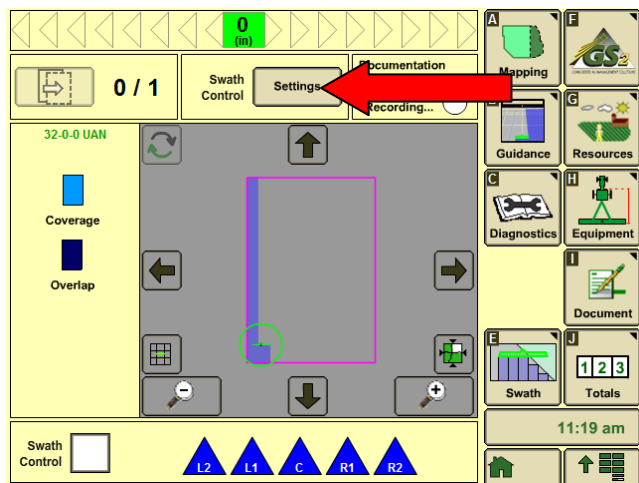 0
(in)
0 / 1
Swath
Control
Settings
Documentation
Recording...
32-0-0 UAN
Coverage
Overlap
Swath
Control
L2
L1
C
R1
R2
A
Mapping
F
GS2
Guidance
G
Resources
C
Diagnostics
H
Equipment
I
Document
E
Swath
J
1 2 3
Totals
11:19 am